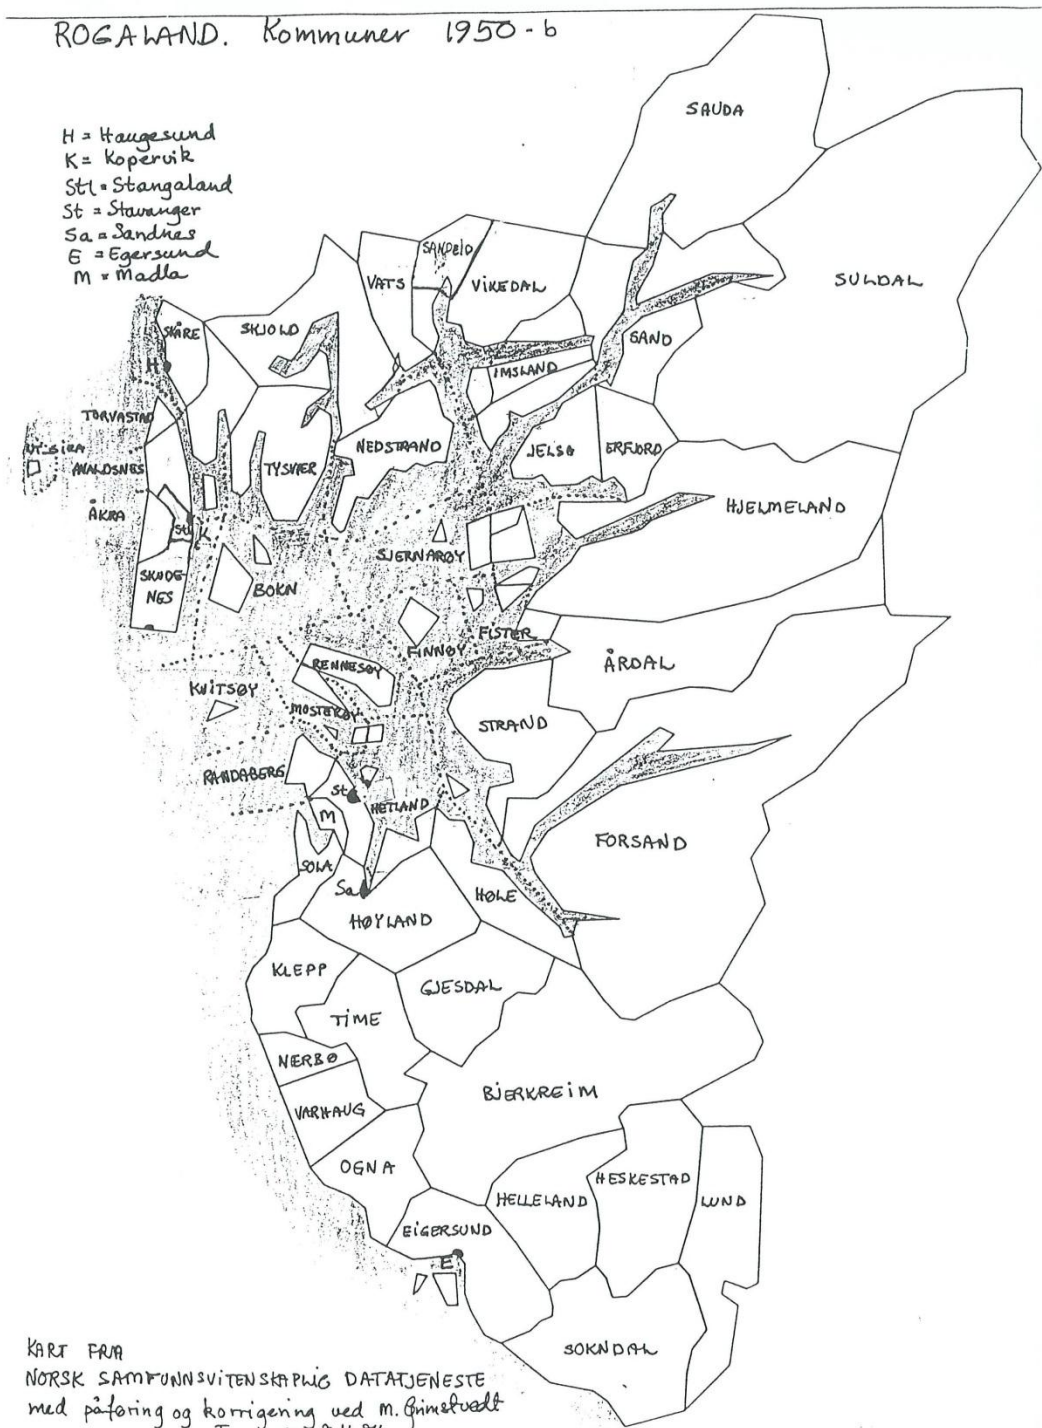 ROGALAND. Kommuner 1950-b
H = Haugesund
K = Kopervik
Stl = Stangaland
St = Stavanger
Sa = Sandnes
E = Egersund
M = Madla
SAUDA
SULDAL
SANDEID
VATS
VIKEDAL
SKÅRE
SKJOLD
SAND
H
IMSLAND
TORVASTAD
UTSIRA
AVALDSNES
TYSVÆR
NEDSTRAND
JELSØ
ERFJORD
ÅKRA
Stl
K
HJELMELAND
SJERNARØY
SKUDE-
NES
BOKN
FISTER
FINNØY
RENNESØY
ÅRDAL
KVITSØY
MOSTERØY
STRAND
RANDABERG
St
HETLAND
M
FORSAND
SOLA
Sa
HØLE
HØYLAND
KLEPP
GJESDAL
TIME
NÆRBØ
BJERKREIM
VARHAUG
OGNA
HESKESTAD
HELLELAND
LUND
EIGERSUND
E
SOKNDAL
KART FRA
NORSK SAMFUNNSVITENSKAPLIG DATATJENESTE
med påføring og korrigering ved M. Grimstvedt